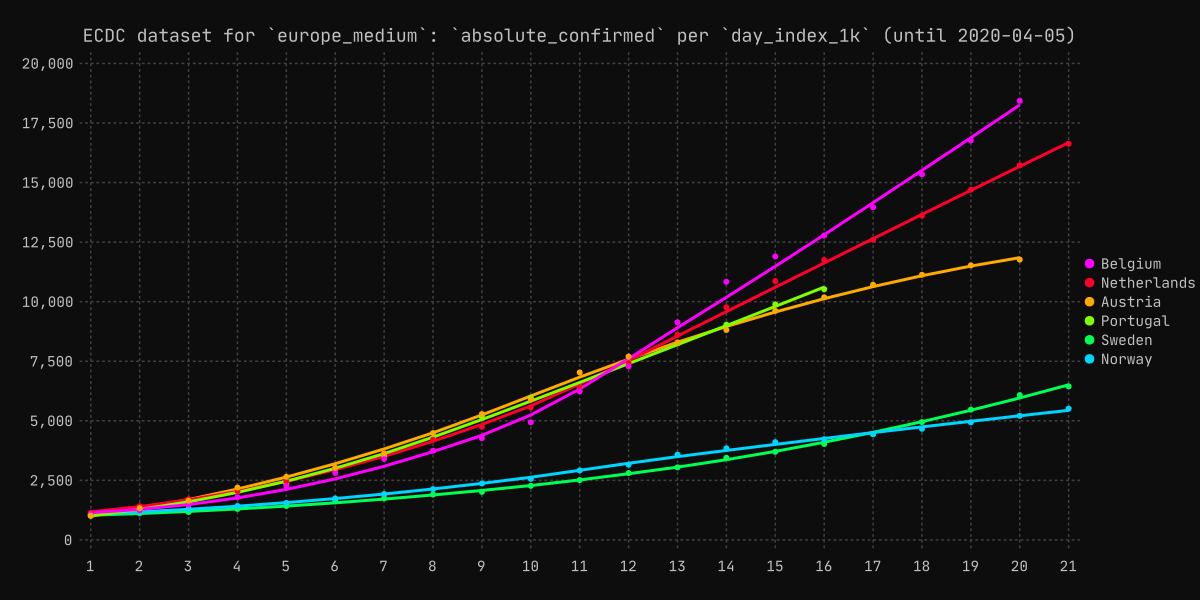 ECDC dataset for `europe_medium`: `absolute_confirmed` per `day_index_1k` (until 2020-04-05)
20,000
17,500
15,000
12,500
10,000
7,500
5,000
2,500
0
1 2 3 4 5 6 7 8 9 10 11 12 13 14 15 16 17 18 19 20 21
Belgium
Netherlands
Austria
Portugal
Sweden
Norway